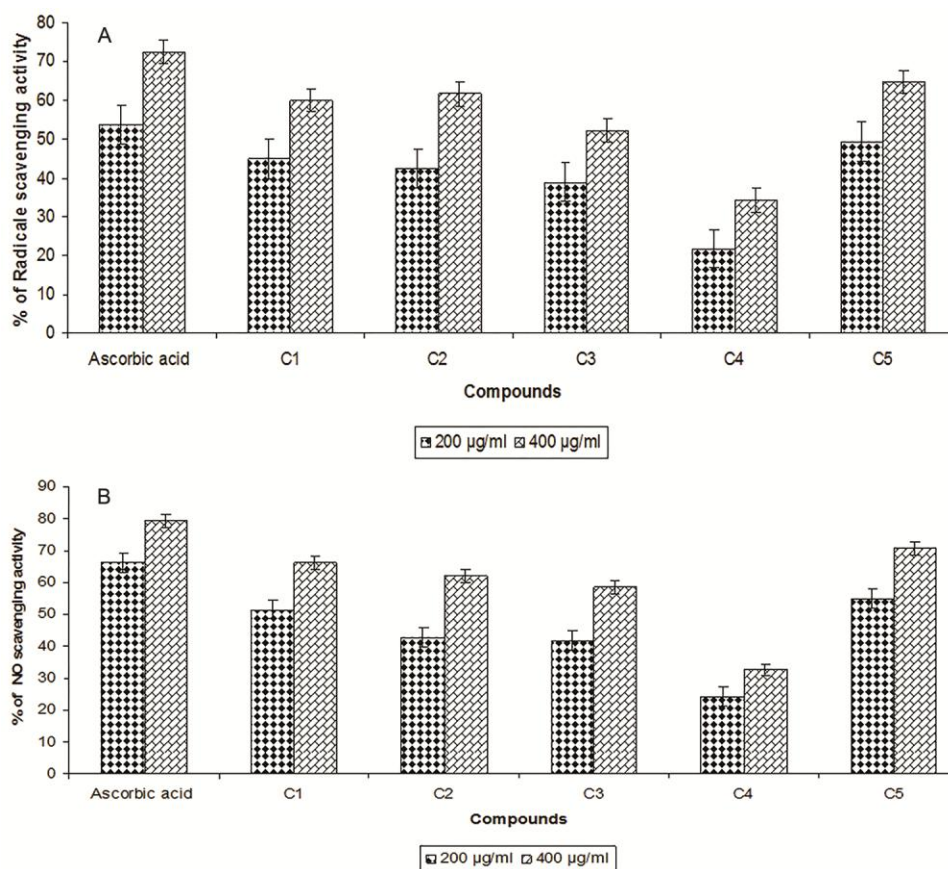 A
% of Radicale scavenging activity
80
70
60
50
40
30
20
10
0
Ascorbic acid C1 C2 C3 C4 C5
Compounds
200 µg/ml 400 µg/ml
B
% of NO scavenging activity
90
80
70
60
50
40
30
20
10
0
Ascorbic acid C1 C2 C3 C4 C5
Compounds
200 µg/ml 400 µg/ml